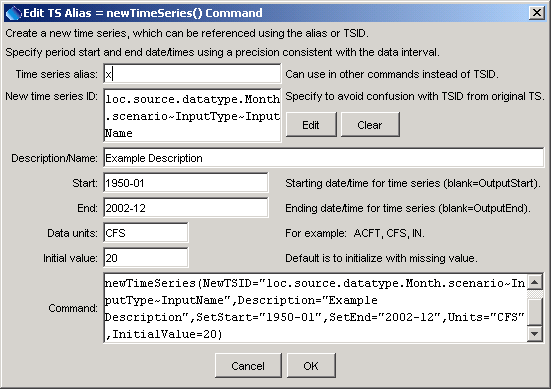 Edit TS Alias = newTimeSeries() Command
Create a new time series, which can be referenced using the alias or TSID.
Specify period start and end date/times using a precision consistent with the data interval.
Time series alias: x Can use in other commands instead of TSID.
New time series ID: loc.source.datatype.Month Specify to avoid confusion with TSID from original TS.
.scenario~InputType~Input
Name
Edit Clear
Description/Name: Example Description
Start: 1950-01 Starting date/time for time series (blank=OutputStart).
End: 2002-12 Ending date/time for time series (blank=OutputEnd).
Data units: CFS For example: ACFT, CFS, IN.
Initial value: 20 Default is to initialize with missing value.
Command: newTimeSeries(NewTSID="loc.source.datatype.Month.scenario~In
putType~InputName",Description="Example
Description",SetStart="1950-01",SetEnd="2002-12",Units="CFS"
,InitialValue=20)
Cancel OK